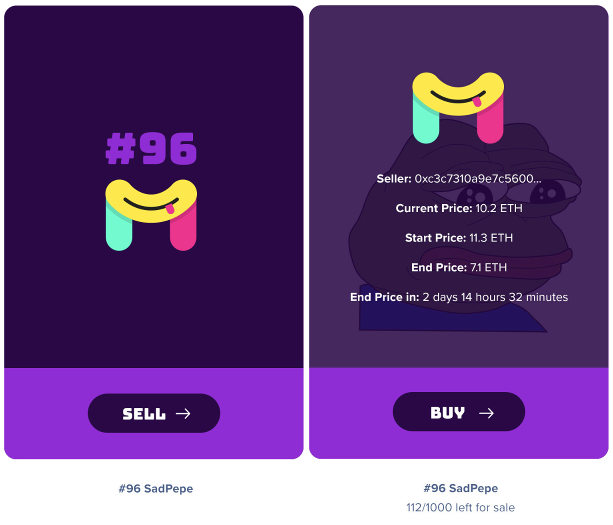 #96
SELL →
#96 SadPepe
Seller: 0xc3c7310a9e7c5600...
Current Price: 10.2 ETH
Start Price: 11.3 ETH
End Price: 7.1 ETH
End Price in: 2 days 14 hours 32 minutes
BUY →
#96 SadPepe
112/1000 left for sale